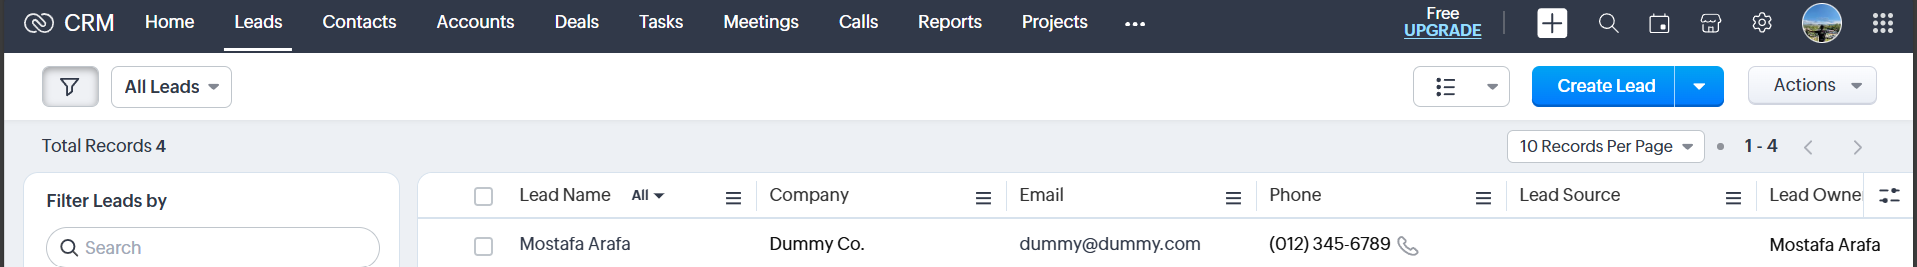 CRM Home Leads Contacts Accounts Deals Tasks Meetings Calls Reports Projects ... Free
UPGRADE
All Leads Create Lead Actions
Total Records 4 10 Records Per Page 1 - 4
Filter Leads by
Search
Lead Name All Company Email Phone Lead Source Lead Owne
Mostafa Arafa Dummy Co. dummy@dummy.com (012) 345-6789 Mostafa Arafa